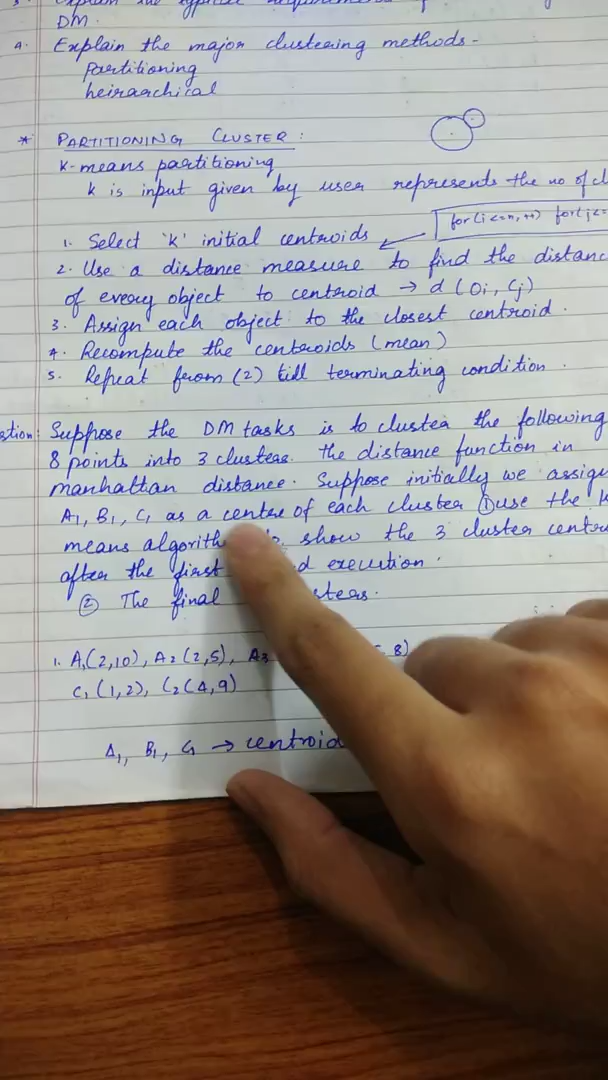 DM.
4. Explain the major clustering methods-
Partitioning
heirarchical
* PARTITIONING CLUSTER:
K-means partitioning
K is input given by user represents the no of cl
for(i<=n,++) for(j<=
1. Select 'k' initial centroids
2. Use a distance measure to find the distanc
of every object to centroid → d(Oi, Cj)
3. Assign each object to the closest centroid.
4. Recompute the centroids (mean)
5. Repeat from (2) till terminating condition.
stion: Suppose the DM tasks is to cluster the following
8 points into 3 clusters. the distance function in
manhattan distance. Suppose initially we assign
A1, B1, C1 as a centre of each cluster ① use the K
means algorith show the 3 cluster centr
after the first d execution.
② The final sters.
1. A1(2,10), A2(2,5), A3 8)
C1(1,2), C2(4,9)
A1, B1, C1 → centroid